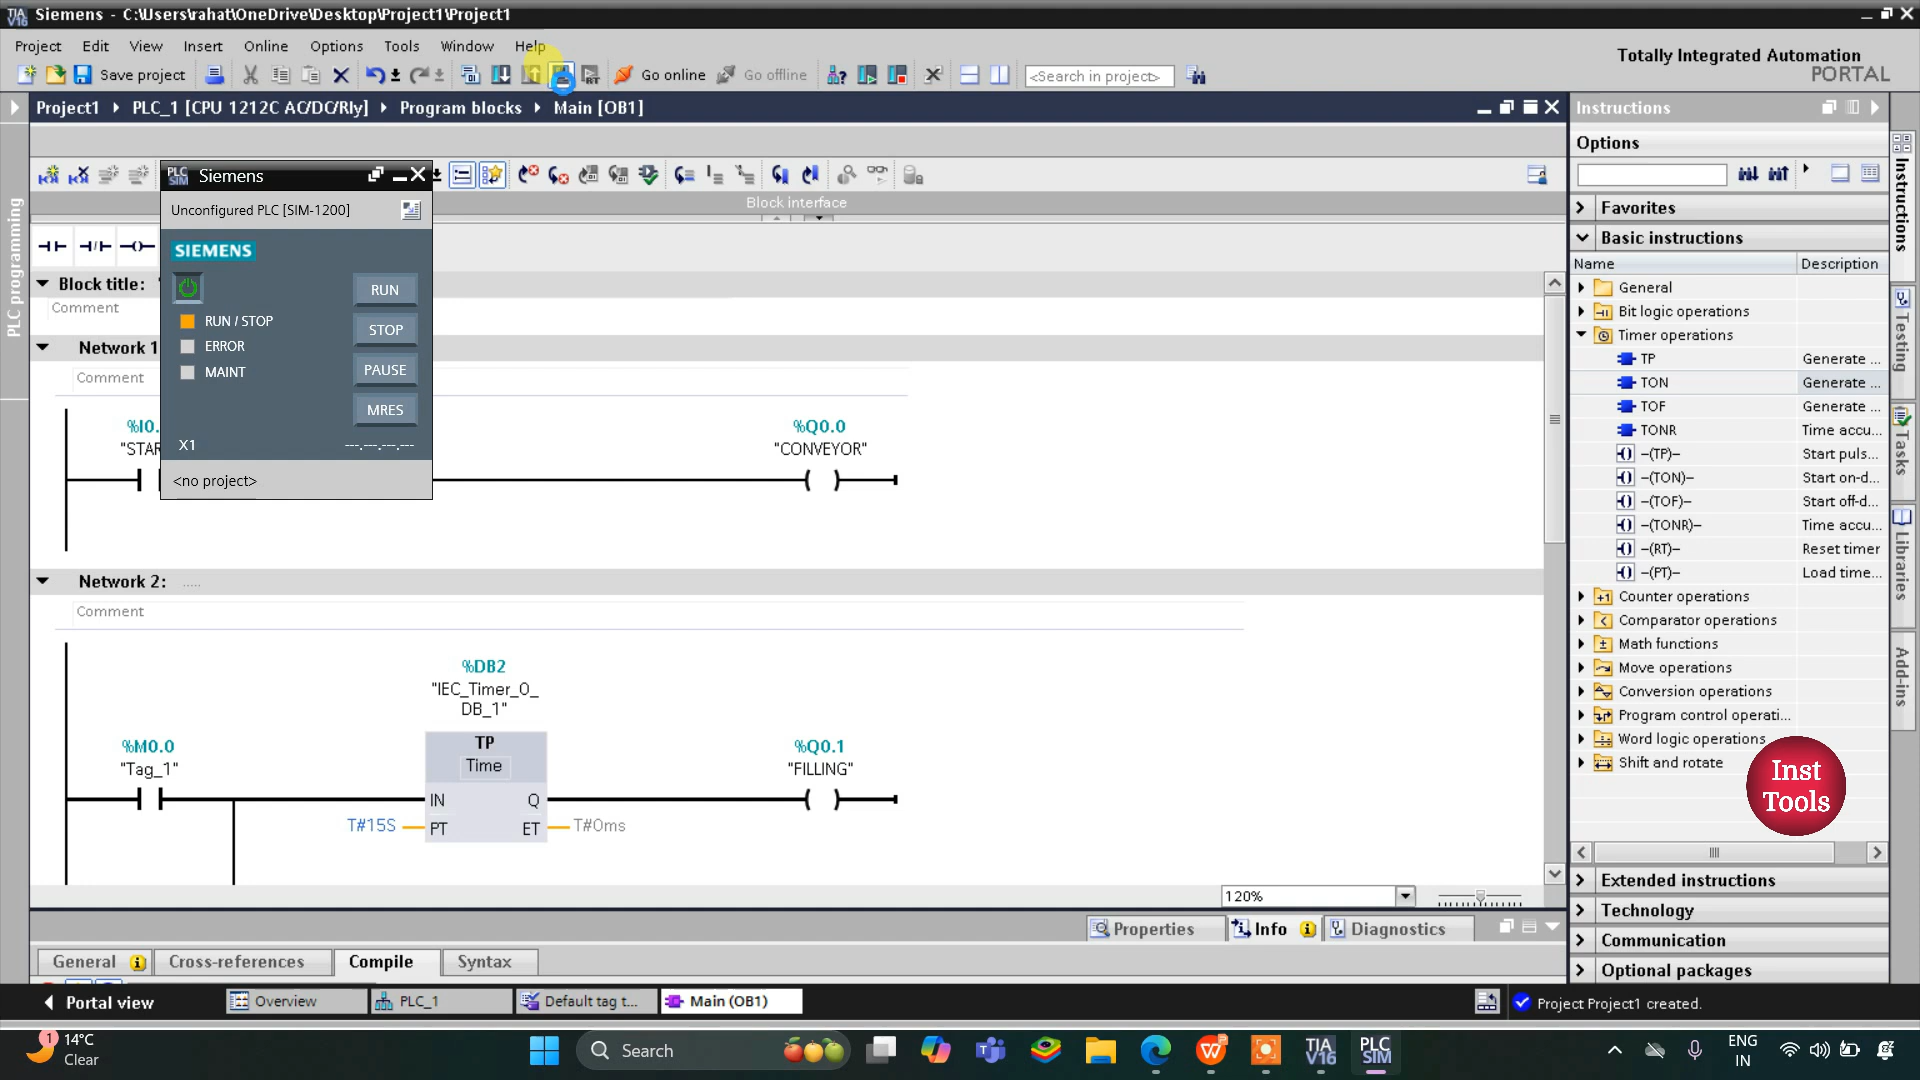 Siemens - C:\Users\rahat\OneDrive\Desktop\Project1\Project1
Project Edit View Insert Online Options Tools Window Help
Totally Integrated Automation
PORTAL
Save project Go online Go offline <Search in project>
Project1 PLC_1 [CPU 1212C AC/DC/Rly] Program blocks Main [OB1]
Instructions
Options
PLC SIM Siemens
Unconfigured PLC [SIM-1200]
SIEMENS
RUN
RUN / STOP
STOP
ERROR
PAUSE
MAINT
MRES
X1 ---.---.---.---
<no project>
Block interface
Block title:
Comment
Network 1
Comment
%I0.
"STAR
%Q0.0
"CONVEYOR"
Network 2: .....
Comment
%DB2
"IEC_Timer_0_
DB_1"
%M0.0
"Tag_1"
TP
Time
IN Q
T#15S PT ET T#0ms
%Q0.1
"FILLING"
120%
Favorites
Basic instructions
Name Description
General
Bit logic operations
Timer operations
TP Generate ...
TON Generate ...
TOF Generate ...
TONR Time accu...
–(TP)– Start puls...
–(TON)– Start on-d...
–(TOF)– Start off-d...
–(TONR)– Time accu...
–(RT)– Reset timer
–(PT)– Load time...
Counter operations
Comparator operations
Math functions
Move operations
Conversion operations
Program control operati...
Word logic operations
Shift and rotate
Inst
Tools
Extended instructions
Technology
Communication
Optional packages
PLC programming
Instructions
Testing
Tasks
Libraries
Add-ins
Properties Info Diagnostics
General Cross-references Compile Syntax
Portal view Overview PLC_1 Default tag t... Main (OB1) Project Project1 created.
1
14°C
Clear
Search
TIA V16
PLC SIM
ENG
IN